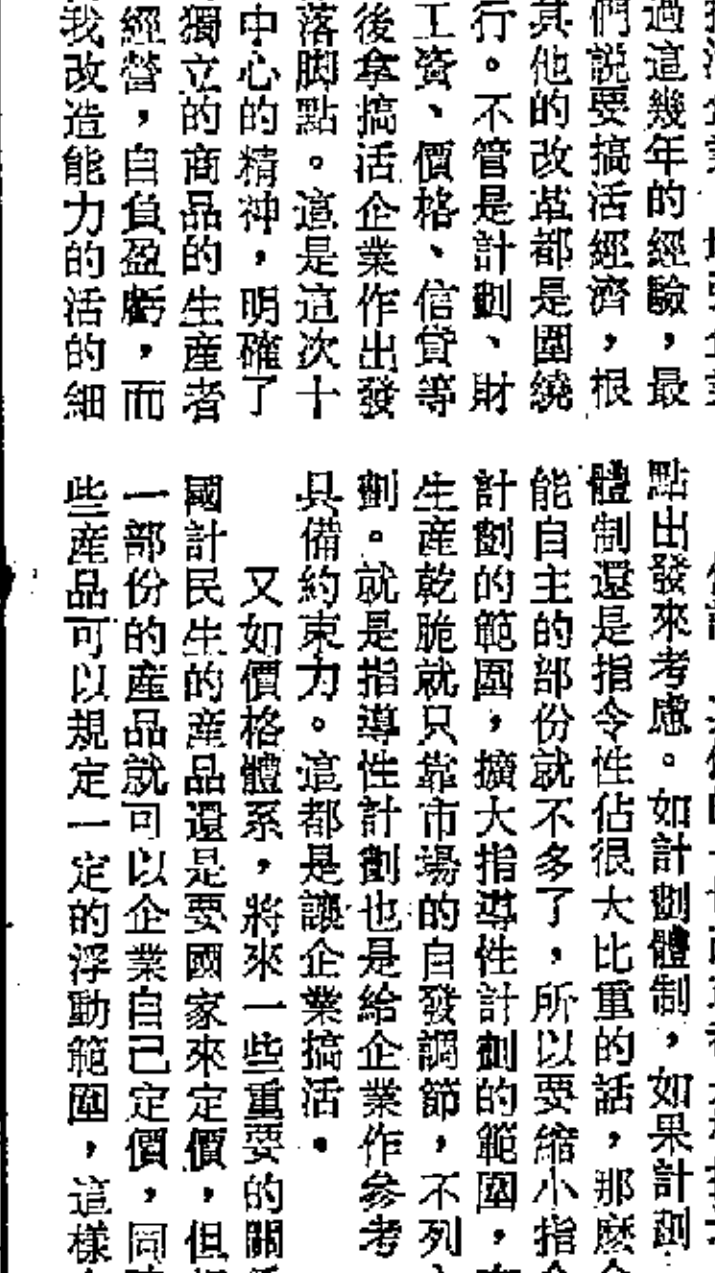 過這幾年的經驗，最
們説要搞活經濟，根
其他的改革都是圍繞
行。不管是計劃、財
工資、價格、信貸等
後拿搞活企業作出發
落脚點。這是這次十
中心的精神，明確了
獨立的商品的生産者
經營，自負盈虧，而
我改造能力的活的細
點出發來考慮。如計劃體制，如果計劃
體制還是指令性佔很大比重的話，那麽
能自主的部份就不多了，所以要縮小指
計劃的範圍，擴大指導性計劃的範圍，
生産乾脆就只靠市場的自發調節，不列
劃。就是指導性計劃也是給企業作參考
具備約束力。這都是讓企業搞活。
又如價格體系，將來一些重要的關
國計民生的産品還是要國家來定價，但
一部份的産品就可以企業自己定價，同
些産品可以規定一定的浮動範圍，這樣